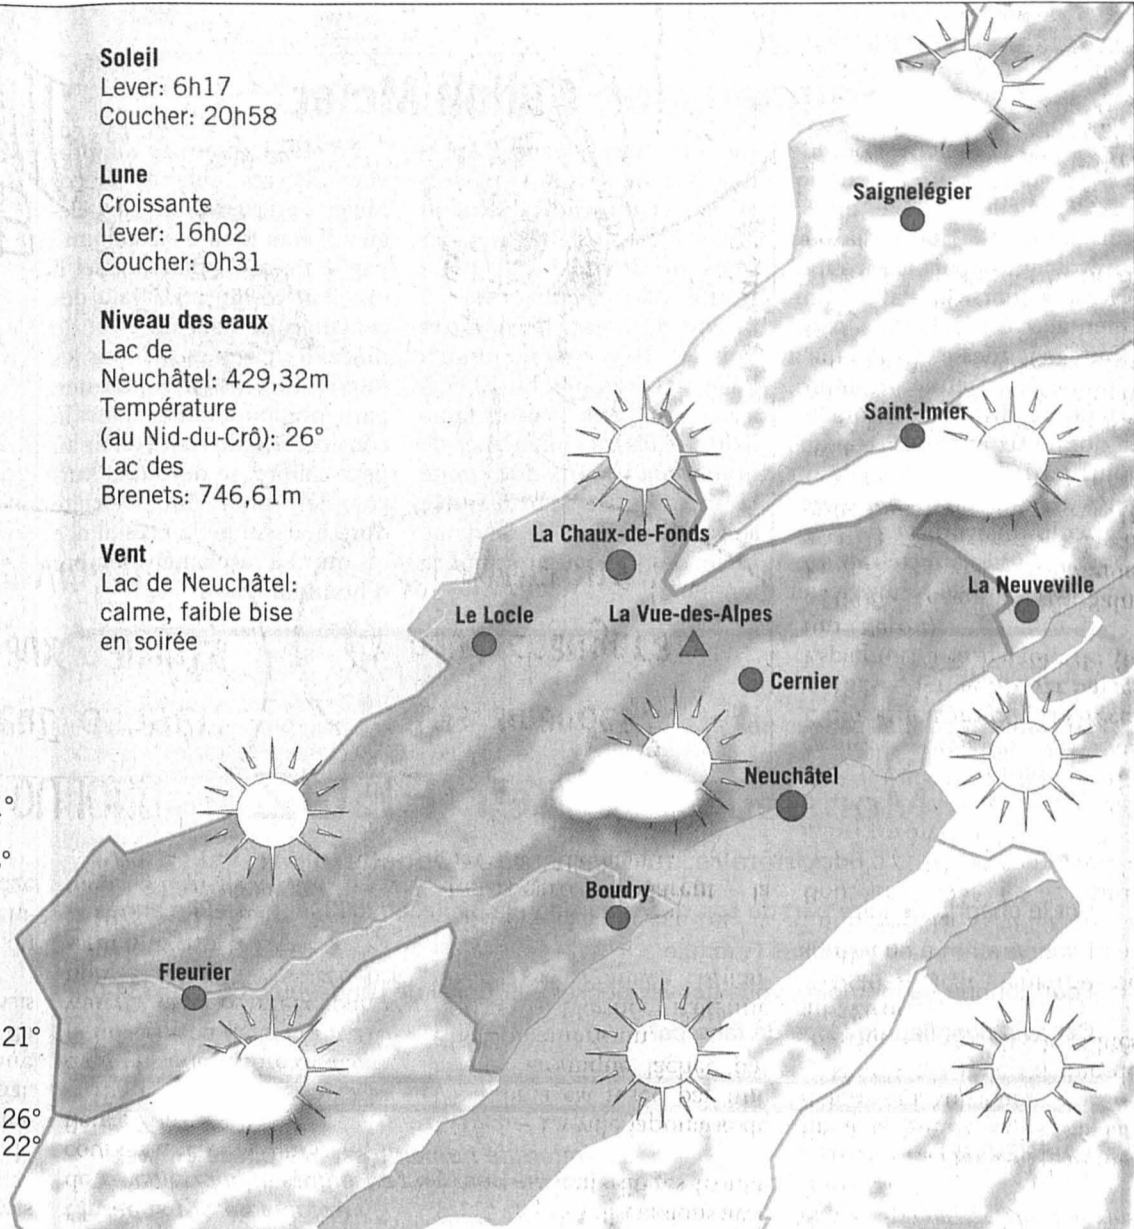 Soleil
Lever: 6h17
Coucher: 20h58
Lune
Croissante
Lever: 16h02
Coucher: 0h31
Niveau des eaux
Lac de
Neuchâtel: 429,32m
Température
(au Nid-du-Crô): 26°
Lac des
Brenets: 746,61m
Vent
Lac de Neuchâtel:
calme, faible bise
en soirée
Saignelégier
Saint-Imier
La Chaux-de-Fonds
La Neuveville
Le Locle
La Vue-des-Alpes
Cernier
Neuchâtel
Boudry
Fleurier
°
°
21°
26°
22°